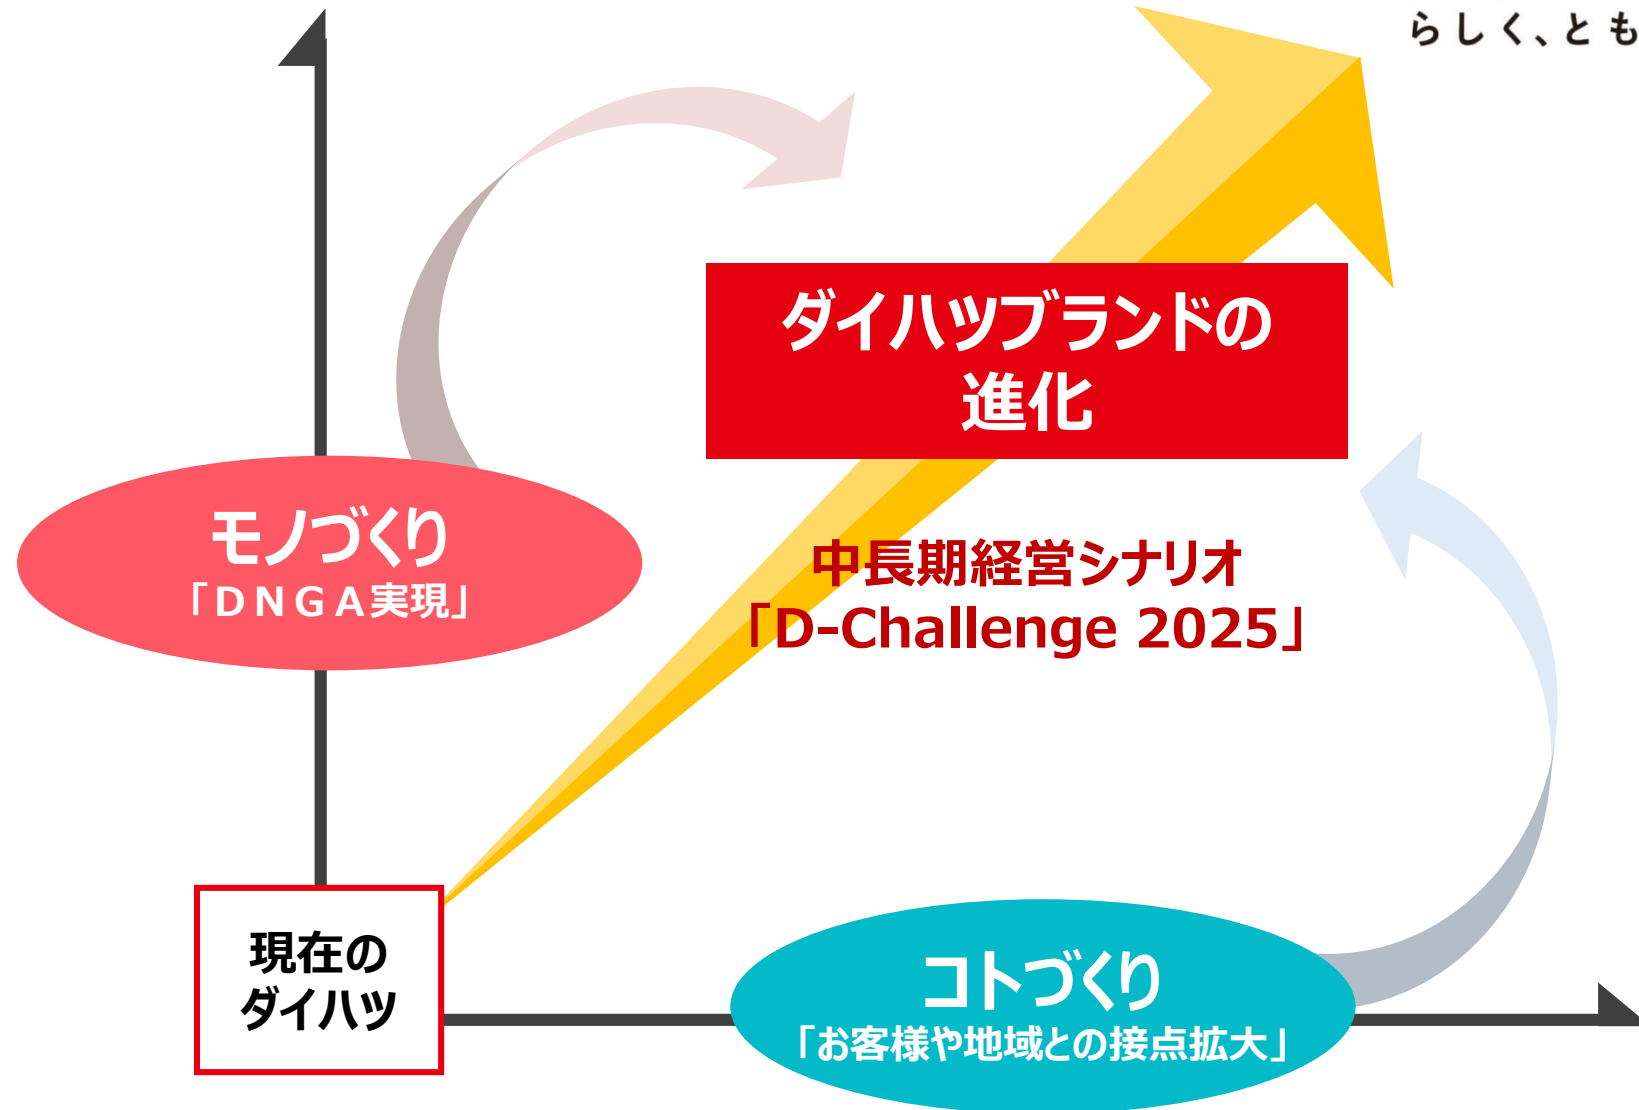 らしく、とも
ダイハツブランドの
進化
モノづくり
「ＤＮＧＡ実現」
中長期経営シナリオ
「D-Challenge 2025」
現在の
ダイハツ
コトづくり
「お客様や地域との接点拡大」